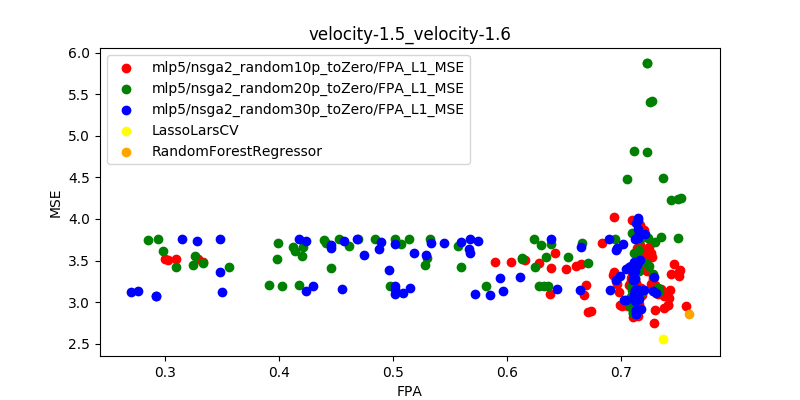 velocity-1.5_velocity-1.6
6.0
5.5
5.0
4.5
4.0
3.5
3.0
2.5
MSE
mlp5/nsga2_random10p_toZero/FPA_L1_MSE
mlp5/nsga2_random20p_toZero/FPA_L1_MSE
mlp5/nsga2_random30p_toZero/FPA_L1_MSE
LassoLarsCV
RandomForestRegressor
0.3 0.4 0.5 0.6 0.7
FPA